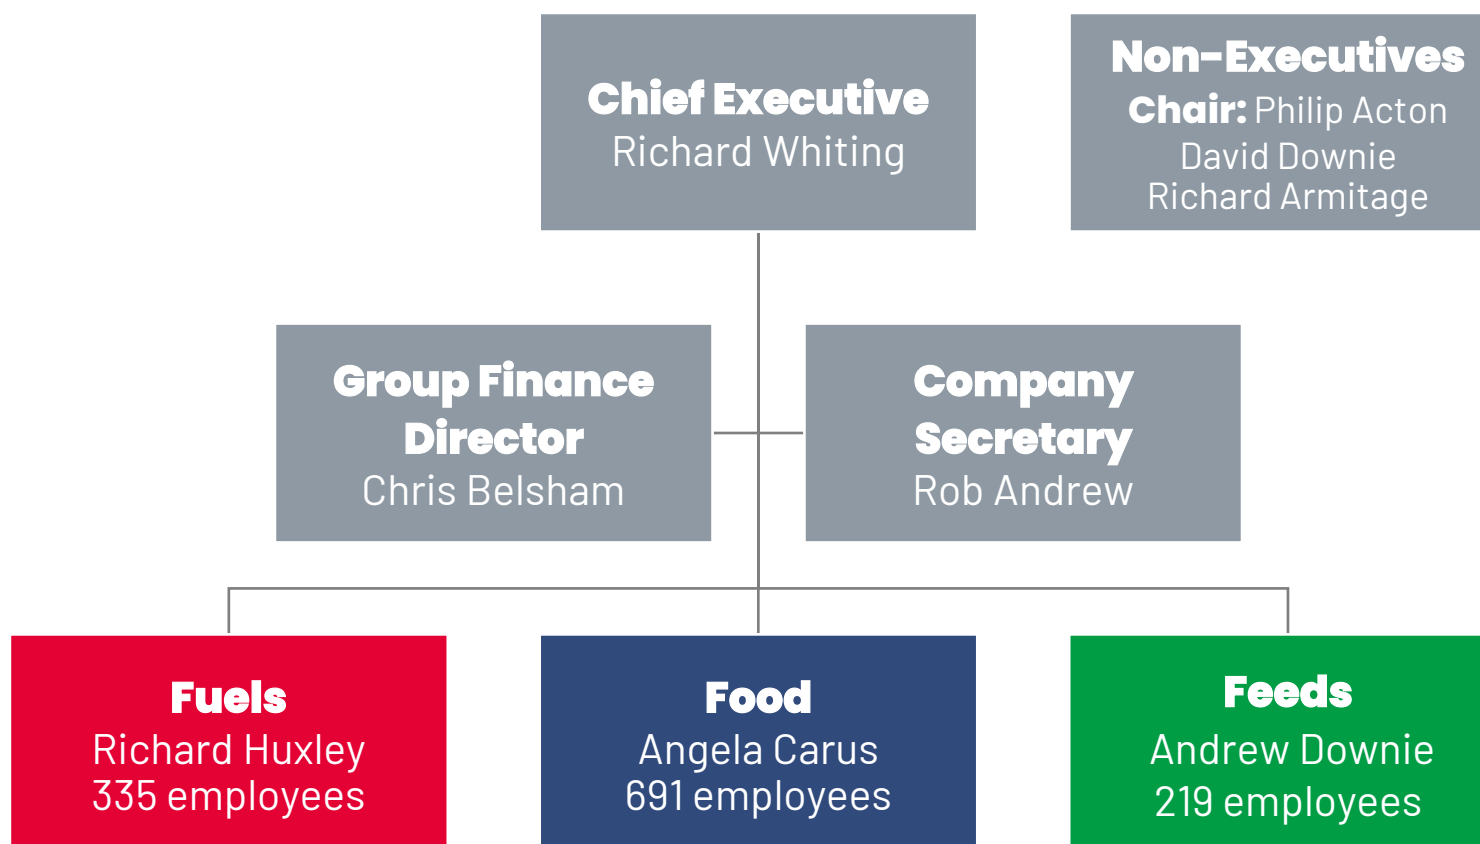 Chief Executive
Richard Whiting
Non-Executives
Chair: Philip Acton
David Downie
Richard Armitage
Group Finance
Director
Chris Belsham
Company
Secretary
Rob Andrew
Fuels
Richard Huxley
335 employees
Food
Angela Carus
691 employees
Feeds
Andrew Downie
219 employees